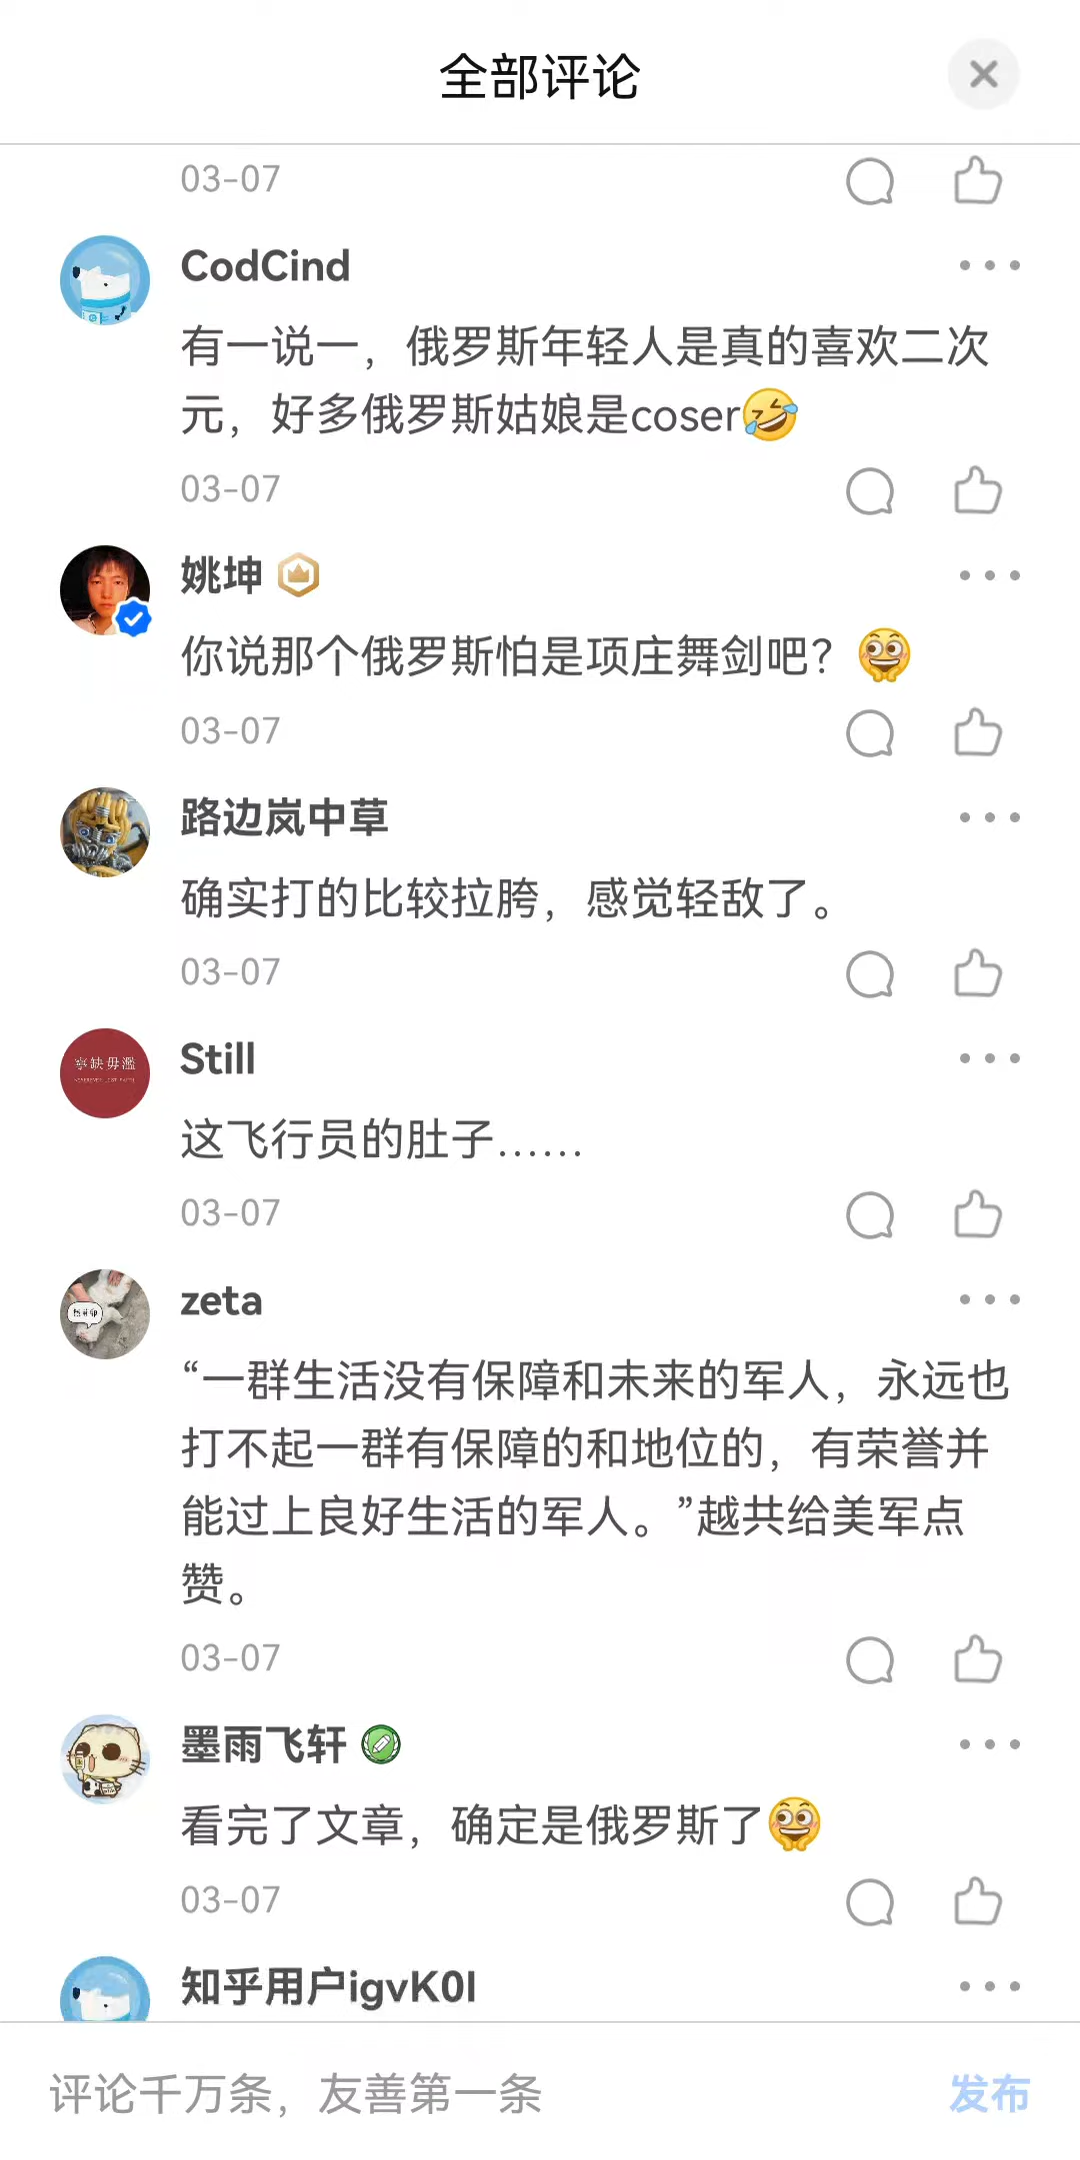 全部评论
03-07
CodCind
有一说一，俄罗斯年轻人是真的喜欢二次
元，好多俄罗斯姑娘是coser🤣
03-07
姚坤
你说那个俄罗斯怕是项庄舞剑吧？
03-07
路边岚中草
确实打的比较拉胯，感觉轻敌了。
03-07
宁缺毋滥
Still
这飞行员的肚子……
03-07
zeta
“一群生活没有保障和未来的军人，永远也
打不起一群有保障的和地位的，有荣誉并
能过上良好生活的军人。”越共给美军点
赞。
03-07
墨雨飞轩
看完了文章，确定是俄罗斯了
03-07
知乎用户igvK0I
评论千万条，友善第一条
发布